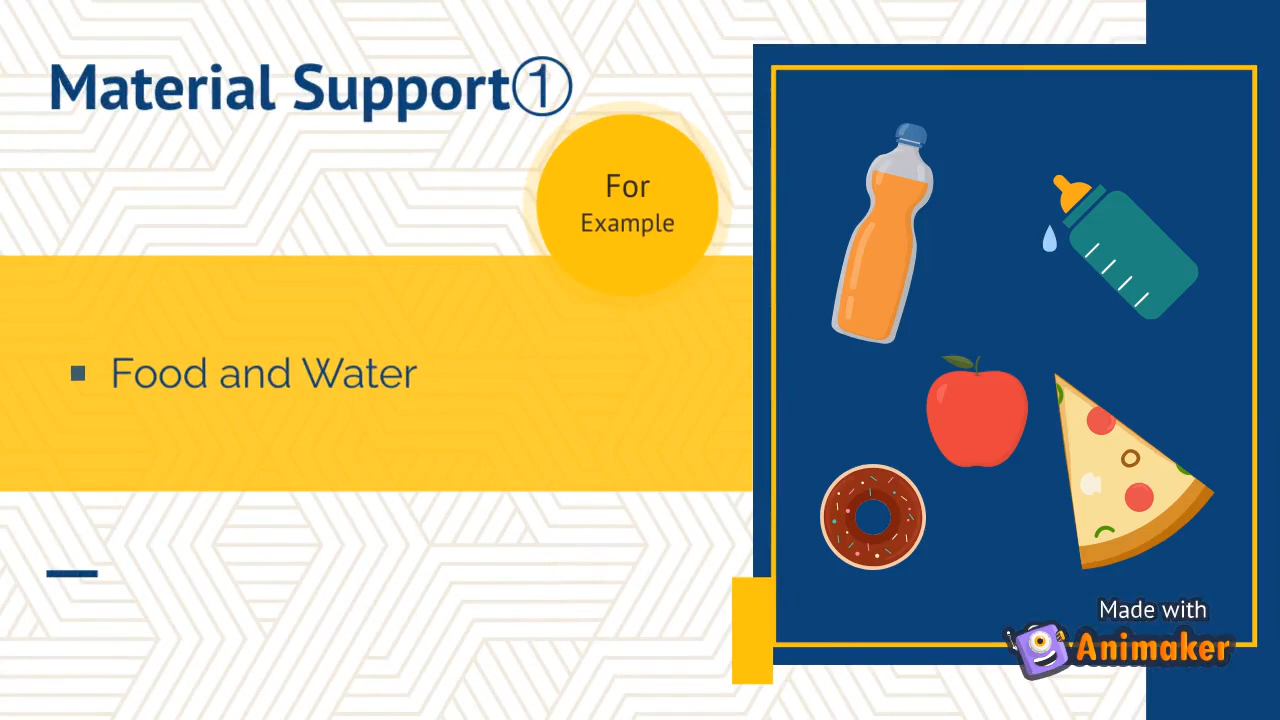 Material Support①
For
Example
▪ Food and Water
Made with
Animaker